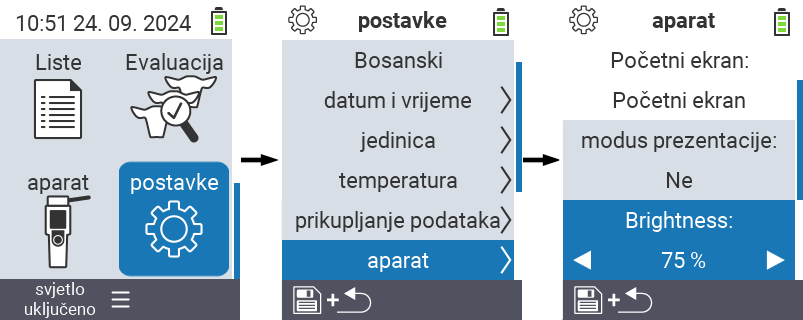 10:51 24. 09. 2024
Liste
Evaluacija
aparat
postavke
svjetlo
uključeno
postavke
Bosanski
datum i vrijeme
jedinica
temperatura
prikupljanje podataka
aparat
aparat
Početni ekran:
Početni ekran
modus prezentacije:
Ne
Brightness:
75 %